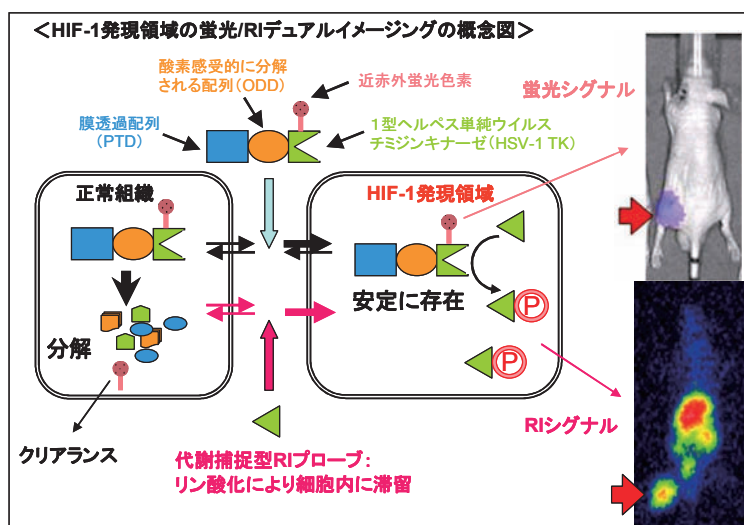 ＜HIF-1発現領域の蛍光/RIデュアルイメージングの概念図＞
酸素感受的に分解
される配列(ODD)
近赤外蛍光色素
蛍光シグナル
膜透過配列
(PTD)
1型ヘルペス単純ウイルス
チミジンキナーゼ(HSV-1 TK)
正常組織
HIF-1発現領域
安定に存在
P
分解
P
クリアランス
RIシグナル
代謝捕捉型RIプローブ：
リン酸化により細胞内に滞留